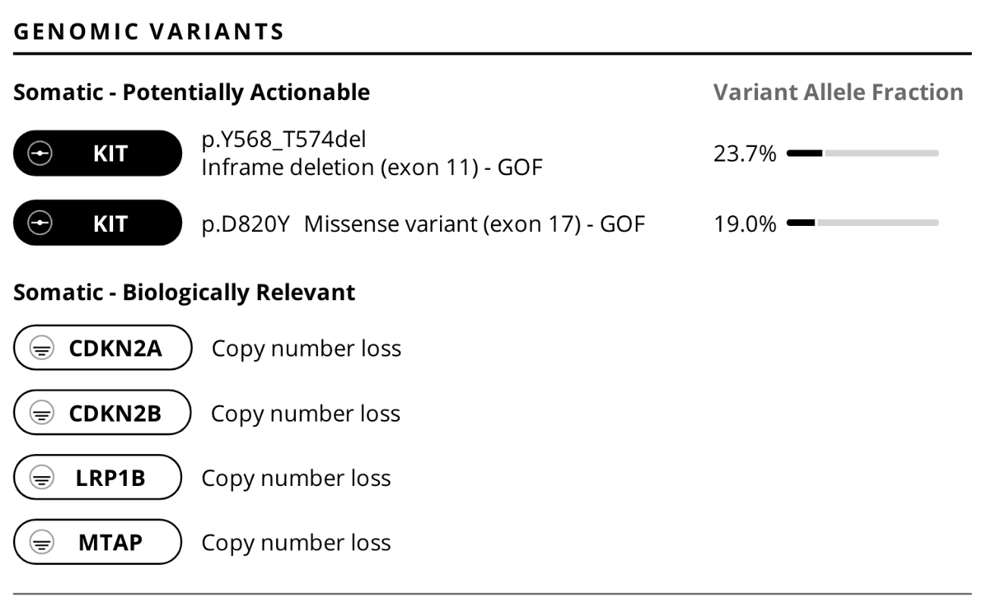 GENOMIC VARIANTS
Somatic - Potentially Actionable Variant Allele Fraction
KIT p.Y568_T574del
Inframe deletion (exon 11) - GOF 23.7%
KIT p.D820Y Missense variant (exon 17) - GOF 19.0%
Somatic - Biologically Relevant
CDKN2A Copy number loss
CDKN2B Copy number loss
LRP1B Copy number loss
MTAP Copy number loss